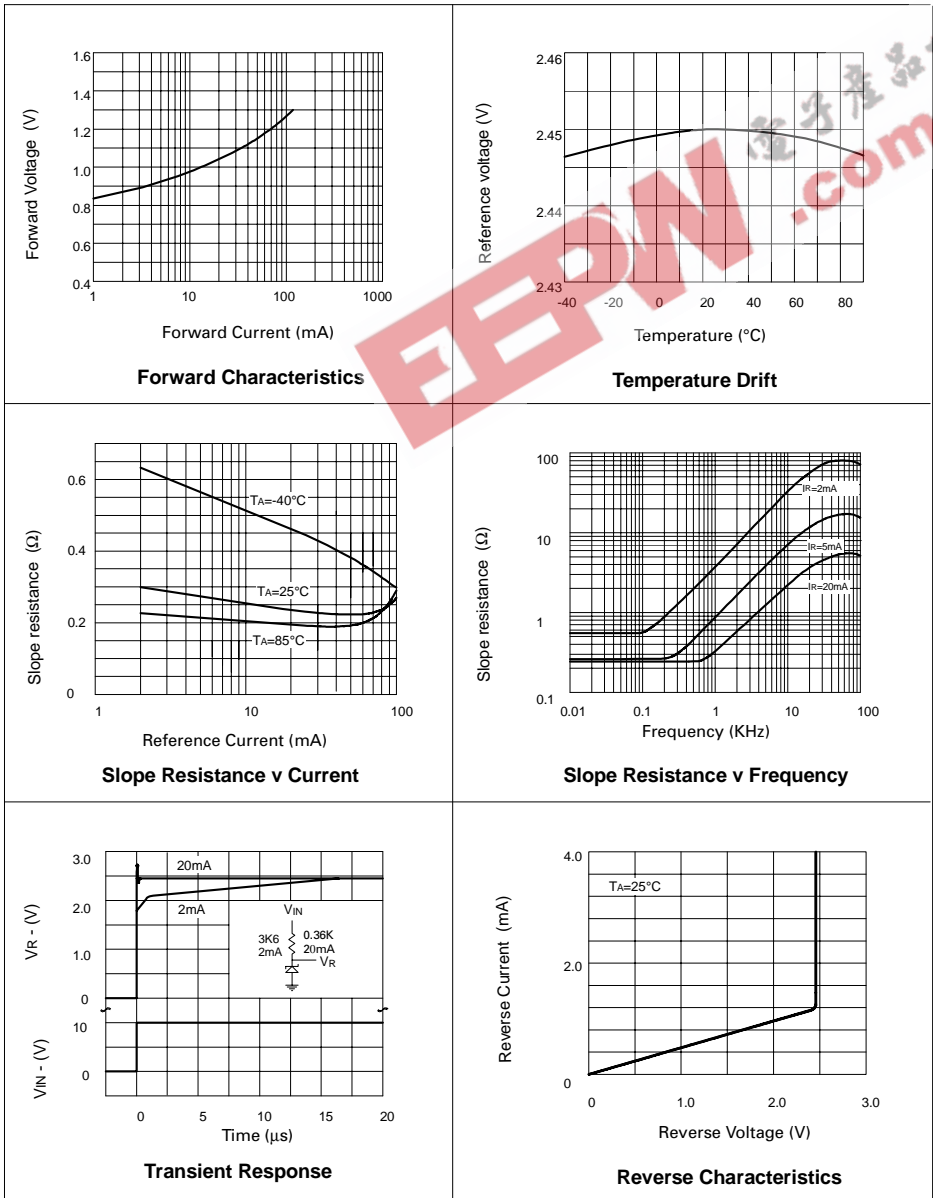 1.6
1.4
1.2
1.0
0.8
0.6
0.4
1 10 100 1000
Forward Voltage (V)
Forward Current (mA)
Forward Characteristics
2.46
2.45
2.44
2.43
-40 -20 0 20 40 60 80
Reference voltage (V)
Temperature (°C)
Temperature Drift
電子產品
EEPW.com
0.6
0.4
0.2
0
1 10 100
Slope resistance (Ω)
TA=-40°C
TA=25°C
TA=85°C
Reference Current (mA)
Slope Resistance v Current
100
10
1
0.1
0.01 0.1 1 10 100
Slope resistance (Ω)
IR=2mA
IR=5mA
IR=20mA
Frequency (KHz)
Slope Resistance v Frequency
3.0
2.0
1.0
0
10
0
0 5 10 15 20
VR - (V)
VIN - (V)
20mA
2mA
VIN
3K6 0.36K
2mA 20mA
VR
Time (µs)
Transient Response
4.0
2.0
0
0 1.0 2.0 3.0
Reverse Current (mA)
TA=25°C
Reverse Voltage (V)
Reverse Characteristics